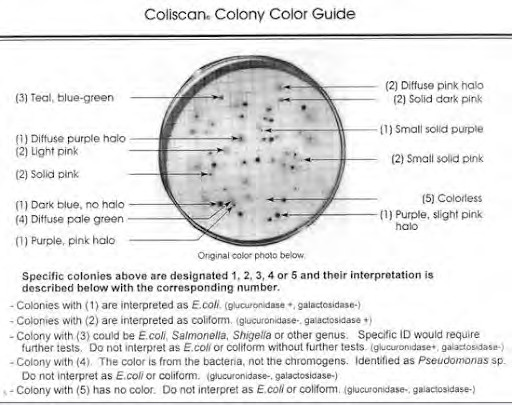 Coliscan® Colony Color Guide
(3) Teal, blue-green
(1) Diffuse purple halo
(2) Light pink
(2) Solid pink
(1) Dark blue, no halo
(4) Diffuse pale green
(1) Purple, pink halo
(2) Diffuse pink halo
(2) Solid dark pink
(1) Small solid purple
(2) Small solid pink
(5) Colorless
(1) Purple, slight pink
halo
Original color photo below.
Specific colonies above are designated 1, 2, 3, 4 or 5 and their interpretation is
described below with the corresponding number.
- Colonies with (1) are interpreted as E.coli. (glucuronidase +, galactosidase-)
- Colonies with (2) are interpreted as coliform. (glucuronidase-, galactosidase +)
- Colony with (3) could be E.coli, Salmonella, Shigella or other genus. Specific ID would require
further tests. Do not interpret as E.coli or coliform without further tests. (glucuronidase+, galactosidase-)
- Colony with (4). The color is from the bacteria, not the chromogens. Identified as Pseudomonas sp.
Do not interpret as E.coli or coliform. (glucuronidase-, galactosidase-)
- Colony with (5) has no color. Do not interpret as E.coli or coliform. (glucuronidase-, galactosidase-)